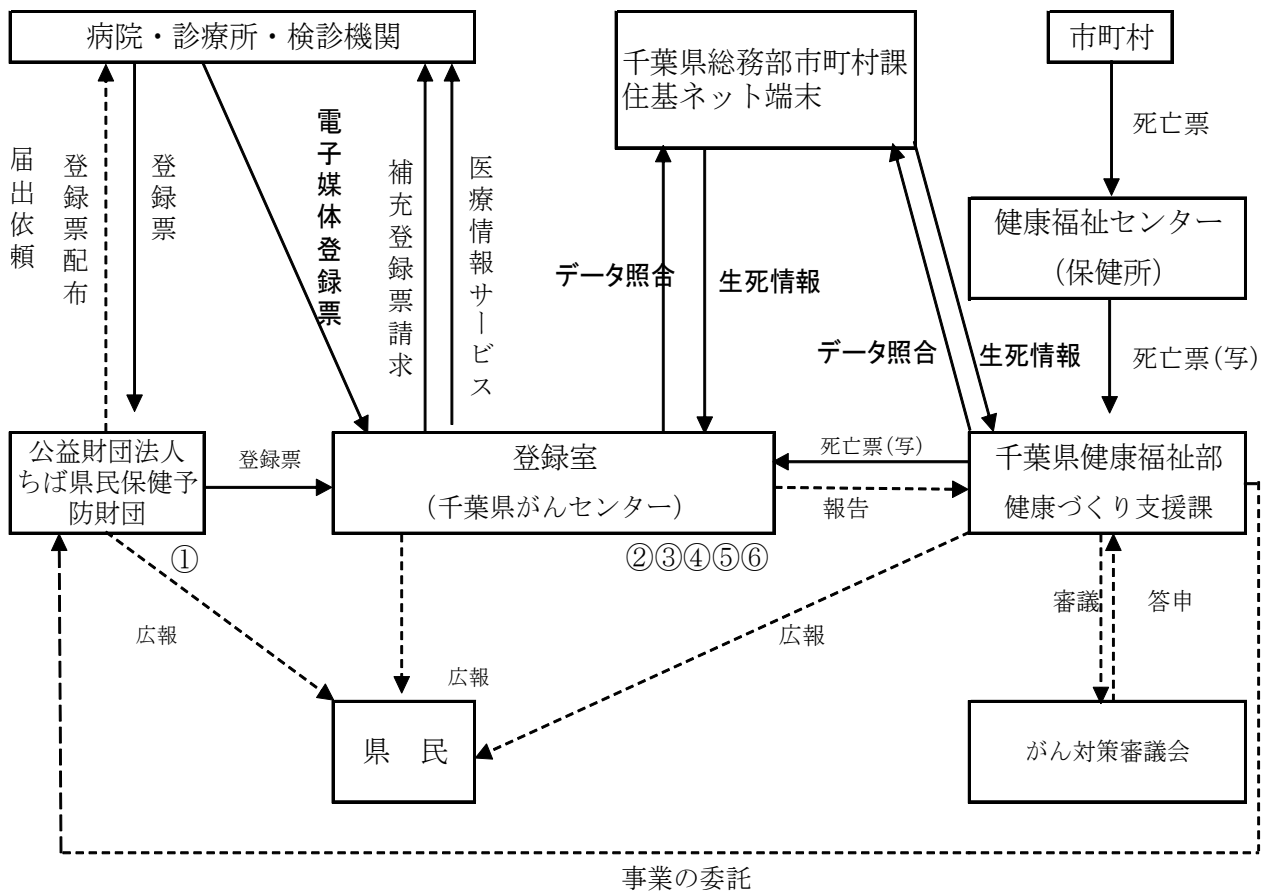 病院・診療所・検診機関
千葉県総務部市町村課
住基ネット端末
市町村
死亡票
届出依頼
登録票配布
登録票
電子媒体登録票
補充登録票請求
医療情報サービス
健康福祉センター
(保健所)
データ照合
生死情報
データ照合
生死情報
死亡票(写)
公益財団法人
ちば県民保健予
防財団
登録票
登録室
(千葉県がんセンター)
死亡票(写)
報告
千葉県健康福祉部
健康づくり支援課
①
②③④⑤⑥
広報
広報
広報
審議
答申
県　民
がん対策審議会
事業の委託